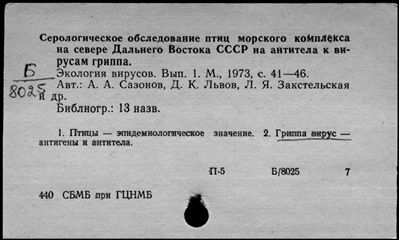 Серологическое обследование птиц морского комплекса
на севере Дальнего Востока СССР на антитела к ви-
русам гриппа.
Б
8025
Экология вирусов. Вып. 1. М., 1973, с. 41—46.
Авт.: А. А. Сазонов, Д. К. Львов, Л. Я. Закстельская
и др.
Библиогр.: 13 назв.
1. Птицы — эпидемиологическое значение. 2. Гриппа вирус —
антигены и антитела.
П-5 Б/8025 7
440 СБМБ при ГЦНМБ